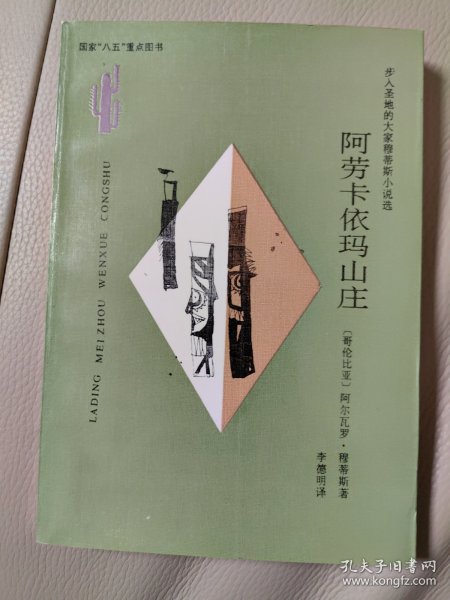 国家“八五”重点图书
步入圣地的大家穆蒂斯小说选
阿劳卡依玛山庄
〔哥伦比亚〕阿尔瓦罗·穆蒂斯著
李德明译
LADING MEIZHOU WENXUE CONGSHU
孔夫子旧书网
www.kongfz.com